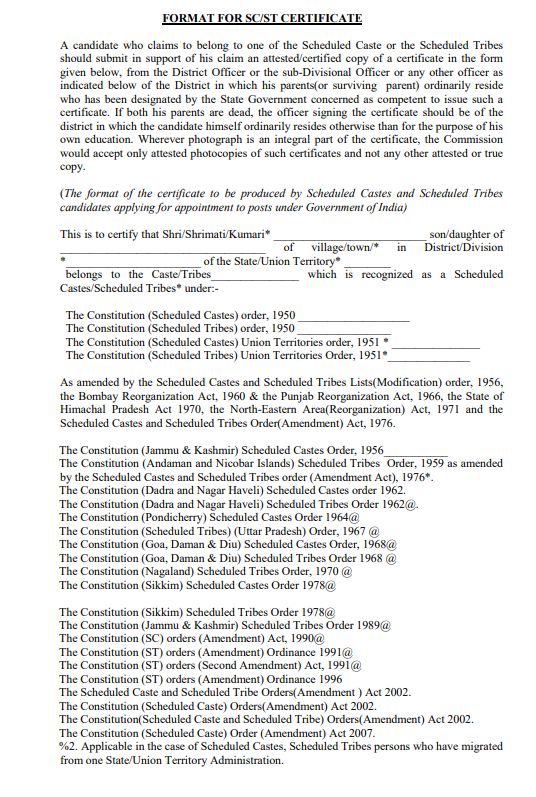 FORMAT FOR SC/ST CERTIFICATE
A candidate who claims to belong to one of the Scheduled Caste or the Scheduled Tribes
should submit in support of his claim an attested/certified copy of a certificate in the form
given below, from the District Officer or the sub-Divisional Officer or any other officer as
indicated below of the District in which his parents(or surviving parent) ordinarily reside
who has been designated by the State Government concerned as competent to issue such a
certificate. If both his parents are dead, the officer signing the certificate should be of the
district in which the candidate himself ordinarily resides otherwise than for the purpose of his
own education. Wherever photograph is an integral part of the certificate, the Commission
would accept only attested photocopies of such certificates and not any other attested or true
copy.
(The format of the certificate to be produced by Scheduled Castes and Scheduled Tribes
candidates applying for appointment to posts under Government of India)
This is to certify that Shri/Shrimati/Kumari* ____________________________ son/daughter of
___________________________ of village/town/* in District/Division
*_________________________ of the State/Union Territory* ________
belongs to the Caste/Tribes________________ which is recognized as a Scheduled
Castes/Scheduled Tribes* under:-
The Constitution (Scheduled Castes) order, 1950 ____________________
The Constitution (Scheduled Tribes) order, 1950 _________________
The Constitution (Scheduled Castes) Union Territories order, 1951 * ________________
The Constitution (Scheduled Tribes) Union Territories Order, 1951*_______________
As amended by the Scheduled Castes and Scheduled Tribes Lists(Modification) order, 1956,
the Bombay Reorganization Act, 1960 & the Punjab Reorganization Act, 1966, the State of
Himachal Pradesh Act 1970, the North-Eastern Area(Reorganization) Act, 1971 and the
Scheduled Castes and Scheduled Tribes Order(Amendment) Act, 1976.
The Constitution (Jammu & Kashmir) Scheduled Castes Order, 1956____________
The Constitution (Andaman and Nicobar Islands) Scheduled Tribes Order, 1959 as amended
by the Scheduled Castes and Scheduled Tribes order (Amendment Act), 1976*.
The Constitution (Dadra and Nagar Haveli) Scheduled Castes order 1962.
The Constitution (Dadra and Nagar Haveli) Scheduled Tribes Order 1962@.
The Constitution (Pondicherry) Scheduled Castes Order 1964@
The Constitution (Scheduled Tribes) (Uttar Pradesh) Order, 1967 @
The Constitution (Goa, Daman & Diu) Scheduled Castes Order, 1968@
The Constitution (Goa, Daman & Diu) Scheduled Tribes Order 1968 @
The Constitution (Nagaland) Scheduled Tribes Order, 1970 @
The Constitution (Sikkim) Scheduled Castes Order 1978@
The Constitution (Sikkim) Scheduled Tribes Order 1978@
The Constitution (Jammu & Kashmir) Scheduled Tribes Order 1989@
The Constitution (SC) orders (Amendment) Act, 1990@
The Constitution (ST) orders (Amendment) Ordinance 1991@
The Constitution (ST) orders (Second Amendment) Act, 1991@
The Constitution (ST) orders (Amendment) Ordinance 1996
The Scheduled Caste and Scheduled Tribe Orders(Amendment ) Act 2002.
The Constitution (Scheduled Caste) Orders(Amendment) Act 2002.
The Constitution(Scheduled Caste and Scheduled Tribe) Orders(Amendment) Act 2002.
The Constitution (Scheduled Caste) Order (Amendment) Act 2007.
%2. Applicable in the case of Scheduled Castes, Scheduled Tribes persons who have migrated
from one State/Union Territory Administration.